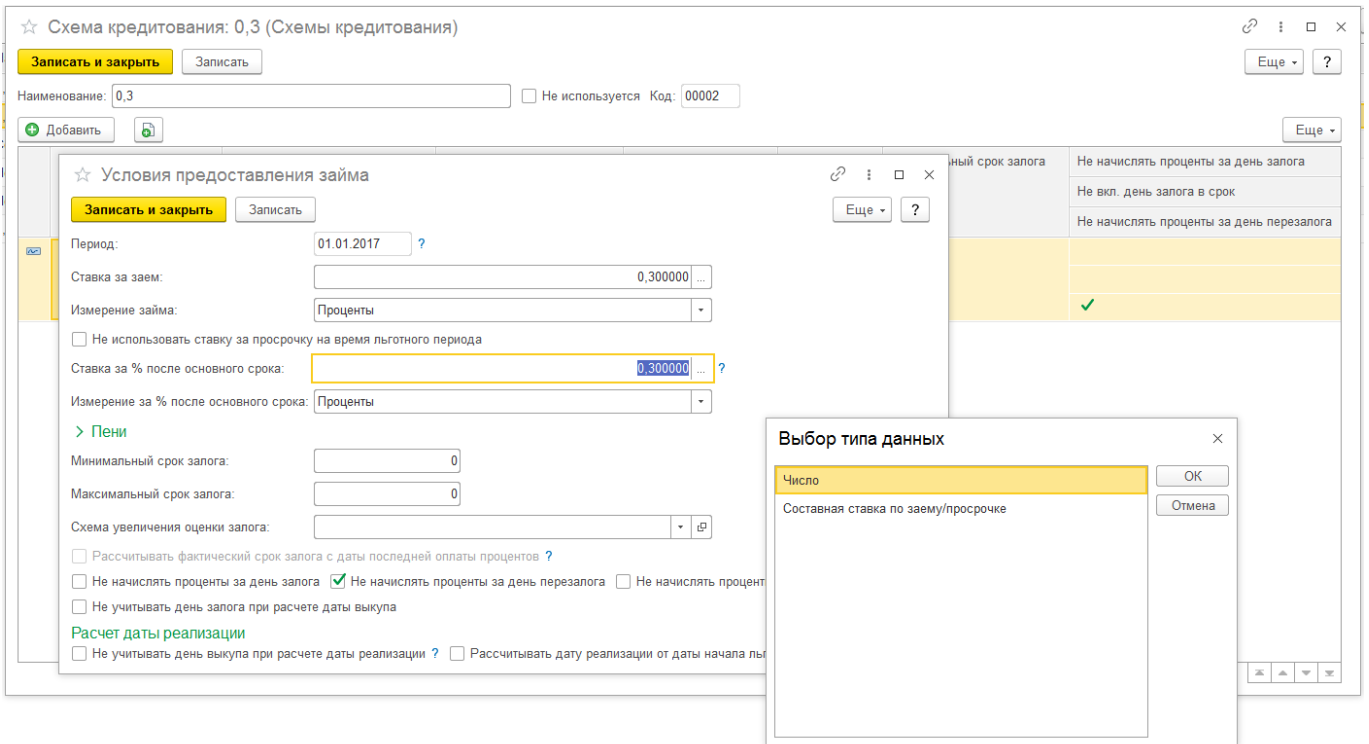 Схема кредитования: 0,3 (Схемы кредитования)
Записать и закрыть Записать Еще ?
Наименование: 0,3 Не используется Код: 00002
Добавить Еще
ный срок залога Не начислять проценты за день залога
Не вкл. день залога в срок
Не начислять проценты за день перезалога
Условия предоставления займа
Записать и закрыть Записать Еще ?
Период: 01.01.2017 ?
Ставка за заем: 0,300000 ...
Измерение займа: Проценты
Не использовать ставку за просрочку на время льготного периода
Ставка за % после основного срока: 0,300000 ... ?
Измерение за % после основного срока: Проценты
Пени
Минимальный срок залога: 0
Максимальный срок залога: 0
Схема увеличения оценки залога:
Рассчитывать фактический срок залога с даты последней оплаты процентов ?
Не начислять проценты за день залога Не начислять проценты за день перезалога Не начислять процент
Не учитывать день залога при расчете даты выкупа
Расчет даты реализации
Не учитывать день выкупа при расчете даты реализации ? Рассчитывать дату реализации от даты начала ль
Выбор типа данных
Число
Составная ставка по заему/просрочке
OK
Отмена